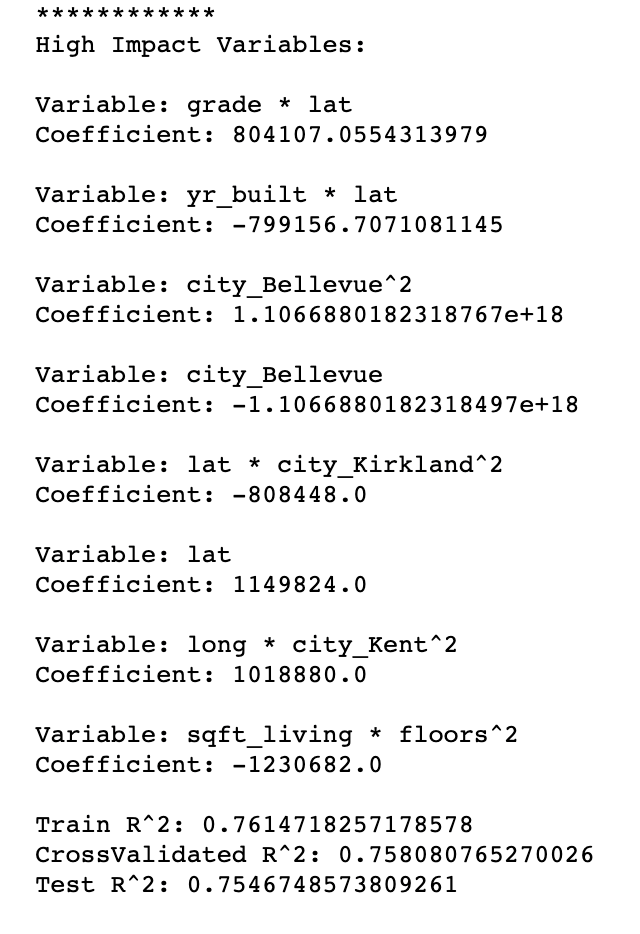 ************
High Impact Variables:
Variable: grade * lat
Coefficient: 804107.0554313979
Variable: yr_built * lat
Coefficient: -799156.7071081145
Variable: city_Bellevue^2
Coefficient: 1.1066880182318767e+18
Variable: city_Bellevue
Coefficient: -1.1066880182318497e+18
Variable: lat * city_Kirkland^2
Coefficient: -808448.0
Variable: lat
Coefficient: 1149824.0
Variable: long * city_Kent^2
Coefficient: 1018880.0
Variable: sqft_living * floors^2
Coefficient: -1230682.0
Train R^2: 0.7614718257178578
CrossValidated R^2: 0.758080765270026
Test R^2: 0.7546748573809261